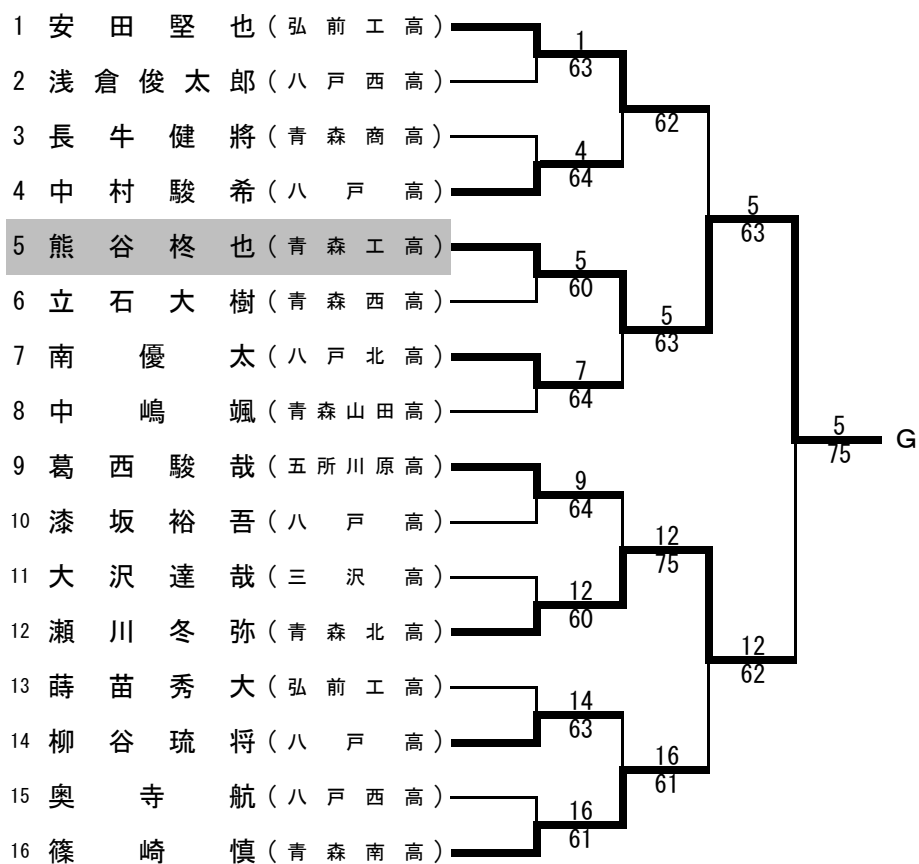 1 安田堅也(弘前工高)
2 浅倉俊太郎(八戸西高)
3 長牛健將(青森商高)
4 中村駿希(八戸高)
5 熊谷柊也(青森工高)
6 立石大樹(青森西高)
7 南優太(八戸北高)
8 中嶋颯(青森山田高)
9 葛西駿哉(五所川原高)
10 漆坂裕吾(八戸高)
11 大沢達哉(三沢高)
12 瀬川冬弥(青森北高)
13 蒔苗秀大(弘前工高)
14 柳谷琉将(八戸高)
15 奥寺航(八戸西高)
16 篠崎慎(青森南高)
1
63
4
64
5
60
7
64
9
64
12
60
14
63
16
61
62
5
63
12
75
16
61
5
63
12
62
5
75
G